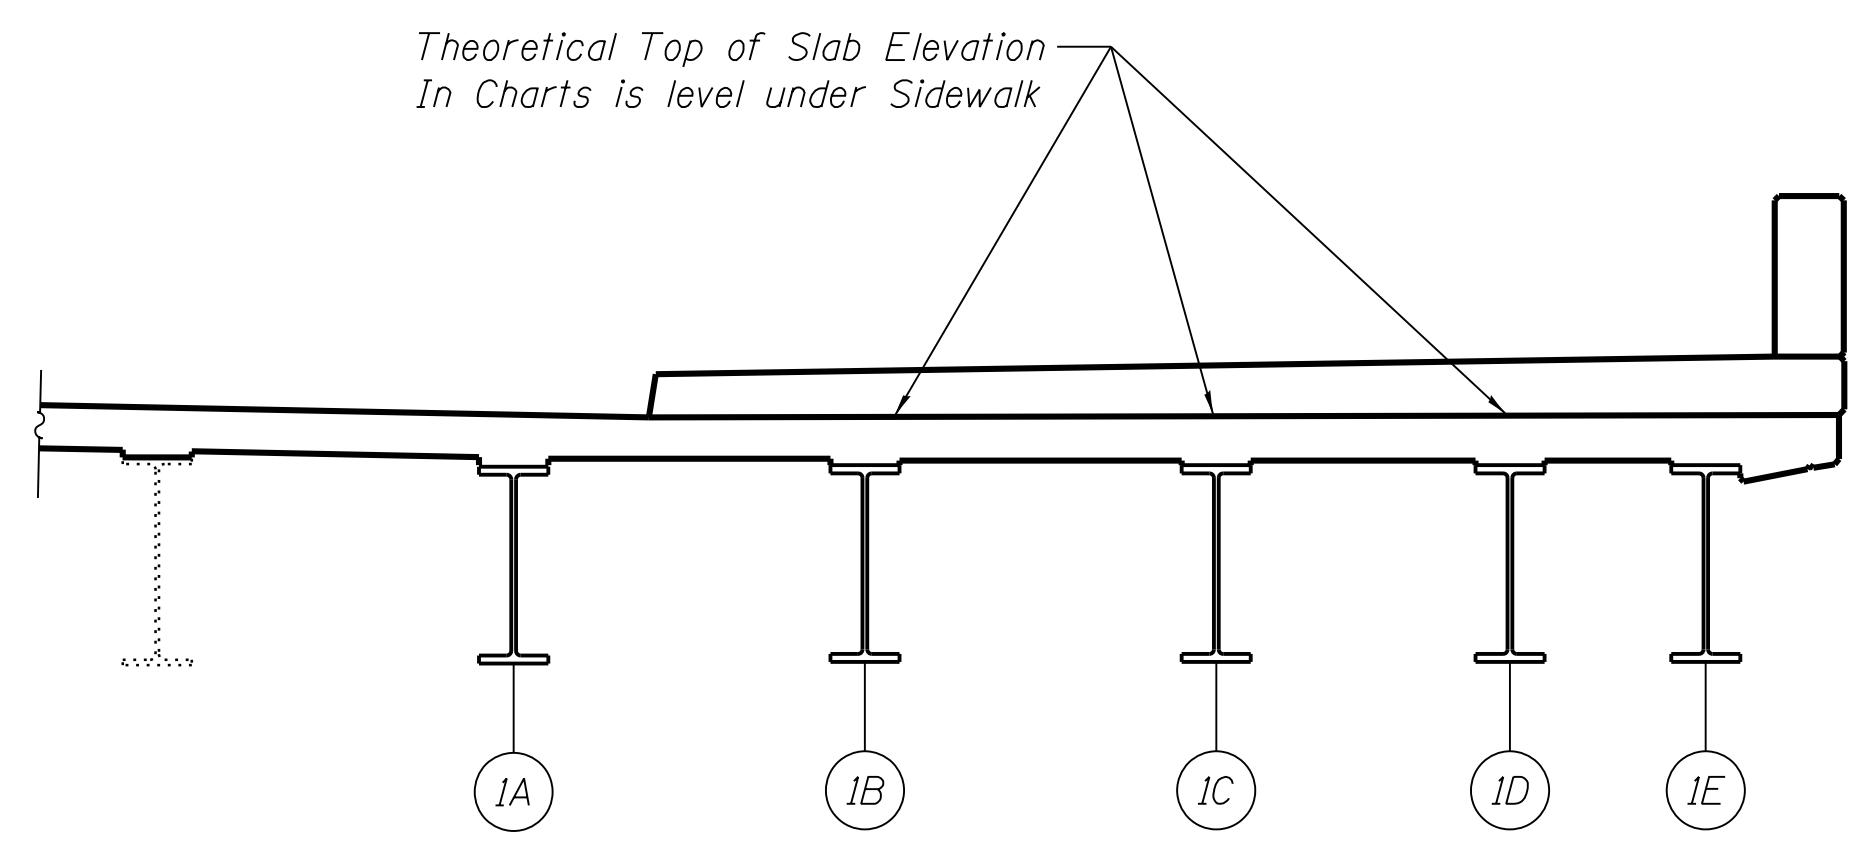 Theoretical Top of Slab Elevation
In Charts is level under Sidewalk
1A
1B
1C
1D
1E